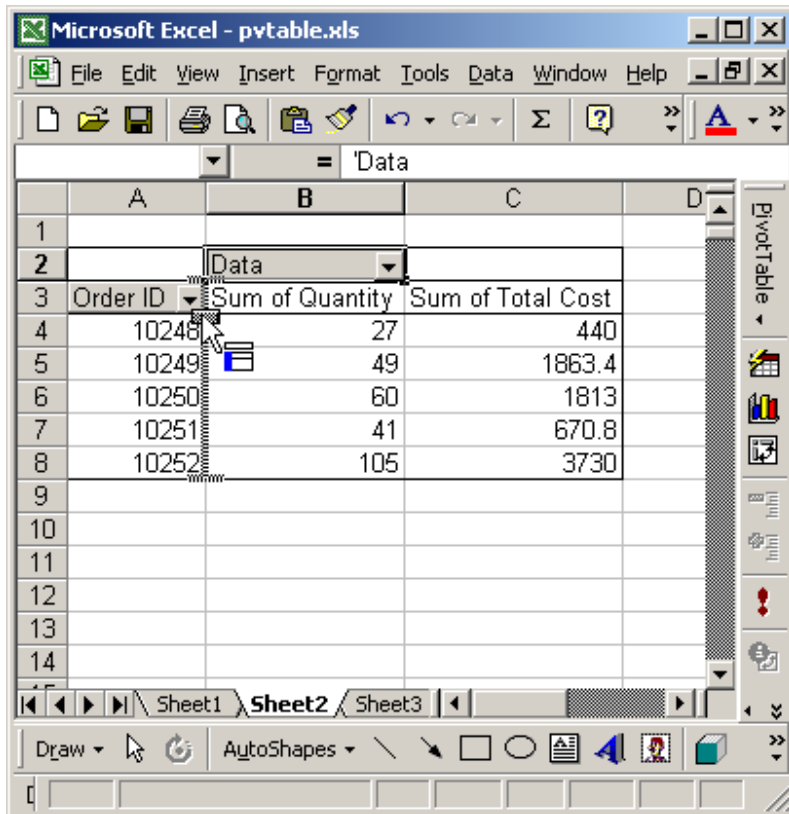 Microsoft Excel - pvtable.xls
File Edit View Insert Format Tools Data Window Help
Σ ? » A »
= 'Data
A B C D
1
2 Data
3 Order ID Sum of Quantity Sum of Total Cost
4 10248 27 440
5 10249 49 1863.4
6 10250 60 1813
7 10251 41 670.8
8 10252 105 3730
9
10
11
12
13
14
PivotTable
Sheet1 Sheet2 Sheet3
Draw AutoShapes A »